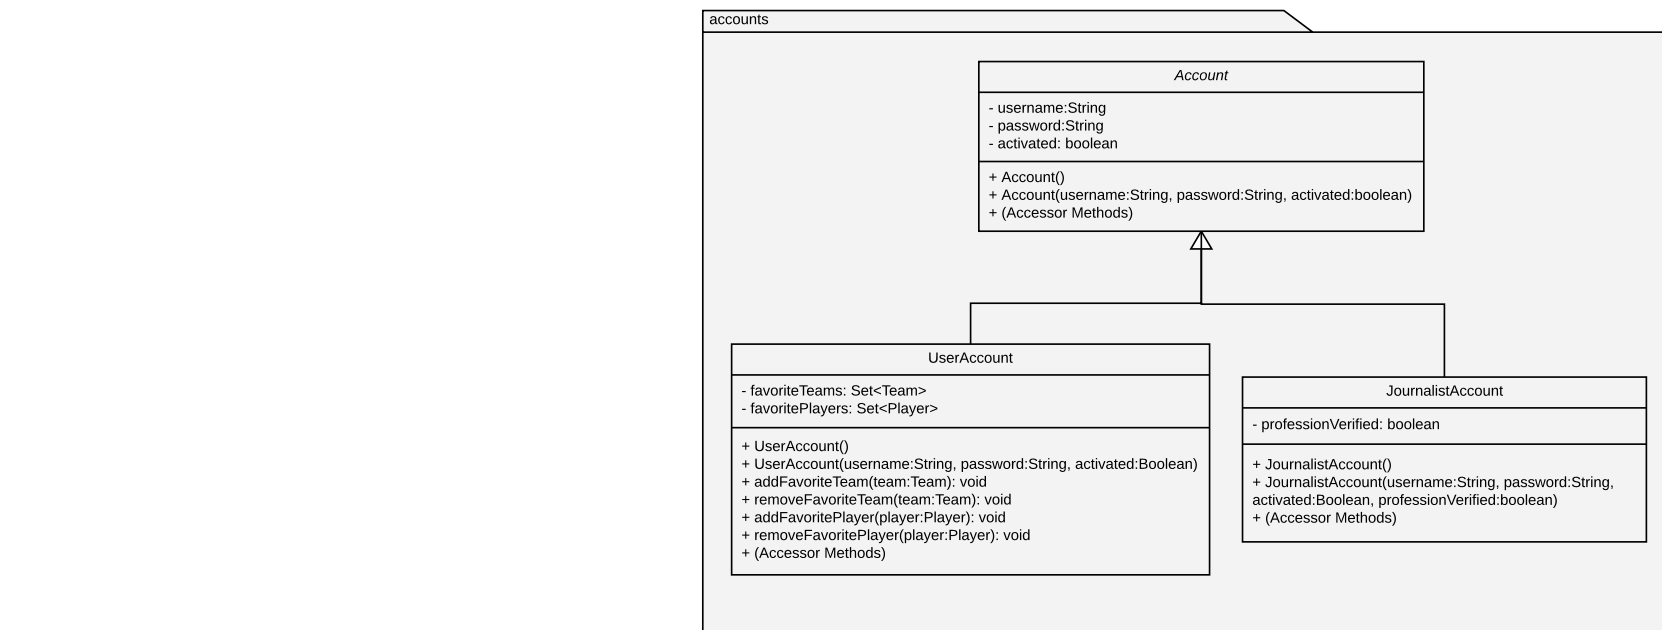 accounts
Account
- username:String
- password:String
- activated: boolean
+ Account()
+ Account(username:String, password:String, activated:boolean)
+ (Accessor Methods)
UserAccount
- favoriteTeams: Set<Team>
- favoritePlayers: Set<Player>
+ UserAccount()
+ UserAccount(username:String, password:String, activated:Boolean)
+ addFavoriteTeam(team:Team): void
+ removeFavoriteTeam(team:Team): void
+ addFavoritePlayer(player:Player): void
+ removeFavoritePlayer(player:Player): void
+ (Accessor Methods)
JournalistAccount
- professionVerified: boolean
+ JournalistAccount()
+ JournalistAccount(username:String, password:String,
activated:Boolean, professionVerified:boolean)
+ (Accessor Methods)